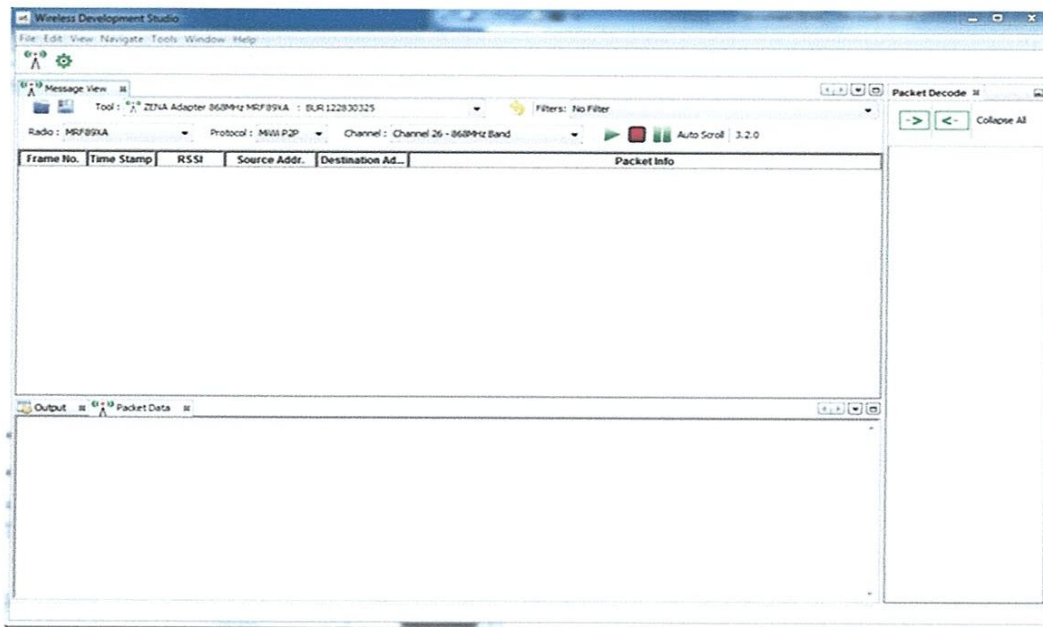 Wireless Development Studio
File Edit View Navigate Tools Window Help
Message View
Tool : ZENA Adapter 868MHz MRF89XA : BUR122830325
Filters: No Filter
Radio : MRF89XA
Protocol : MiWi P2P
Channel : Channel 26 - 868MHz Band
Auto Scroll
3.2.0
Frame No. Time Stamp RSSI Source Addr. Destination Ad... Packet Info
Packet Decode
-> <- Collapse All
Output
Packet Data